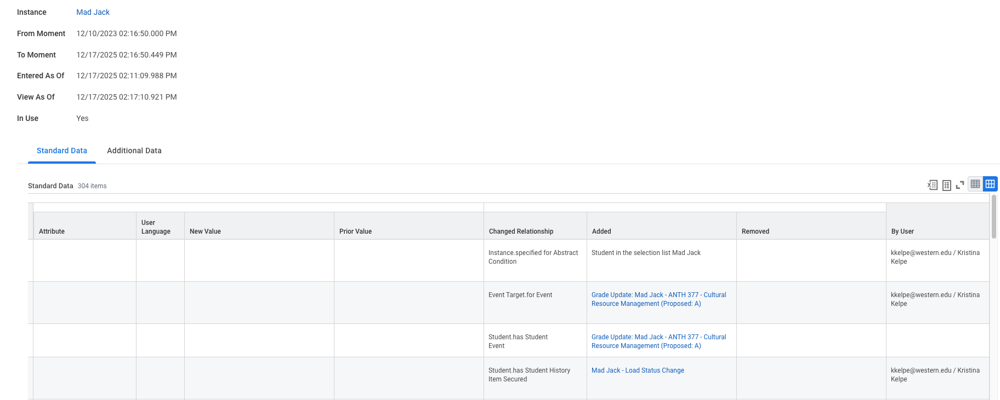 Instance Mad Jack
From Moment 12/10/2023 02:16:50.000 PM
To Moment 12/17/2025 02:16:50.449 PM
Entered As Of 12/17/2025 02:11:09.988 PM
View As Of 12/17/2025 02:17:10.921 PM
In Use Yes
Standard Data Additional Data
Standard Data 304 items
Attribute
User
Language
New Value
Prior Value
Changed Relationship
Added
Removed
By User
Instance.specified for Abstract
Condition
Student in the selection list Mad Jack
kkelpe@western.edu / Kristina
Kelpe
Event Target.for Event
Grade Update: Mad Jack - ANTH 377 - Cultural
Resource Management (Proposed: A)
kkelpe@western.edu / Kristina
Kelpe
Student.has Student
Event
Grade Update: Mad Jack - ANTH 377 - Cultural
Resource Management (Proposed: A)
Student.has Student History
Item Secured
Mad Jack - Load Status Change
kkelpe@western.edu / Kristina
Kelpe